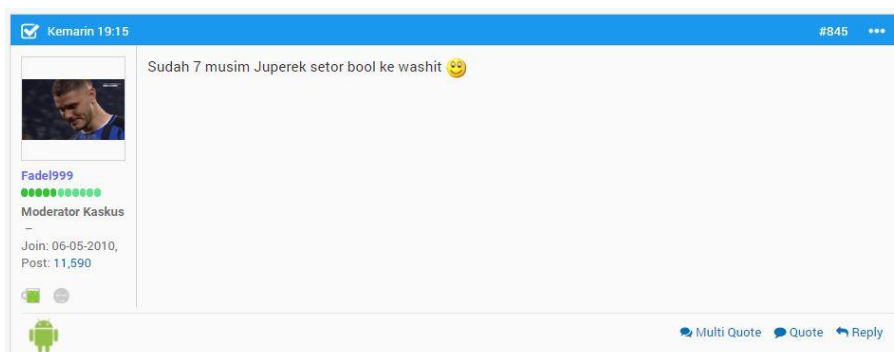 Kemarin 19:15
#845
Sudah 7 musim Juperek setor bool ke washit
Fadel999
Moderator Kaskus
–
Join: 06-05-2010,
Post: 11,590
Multi Quote Quote Reply